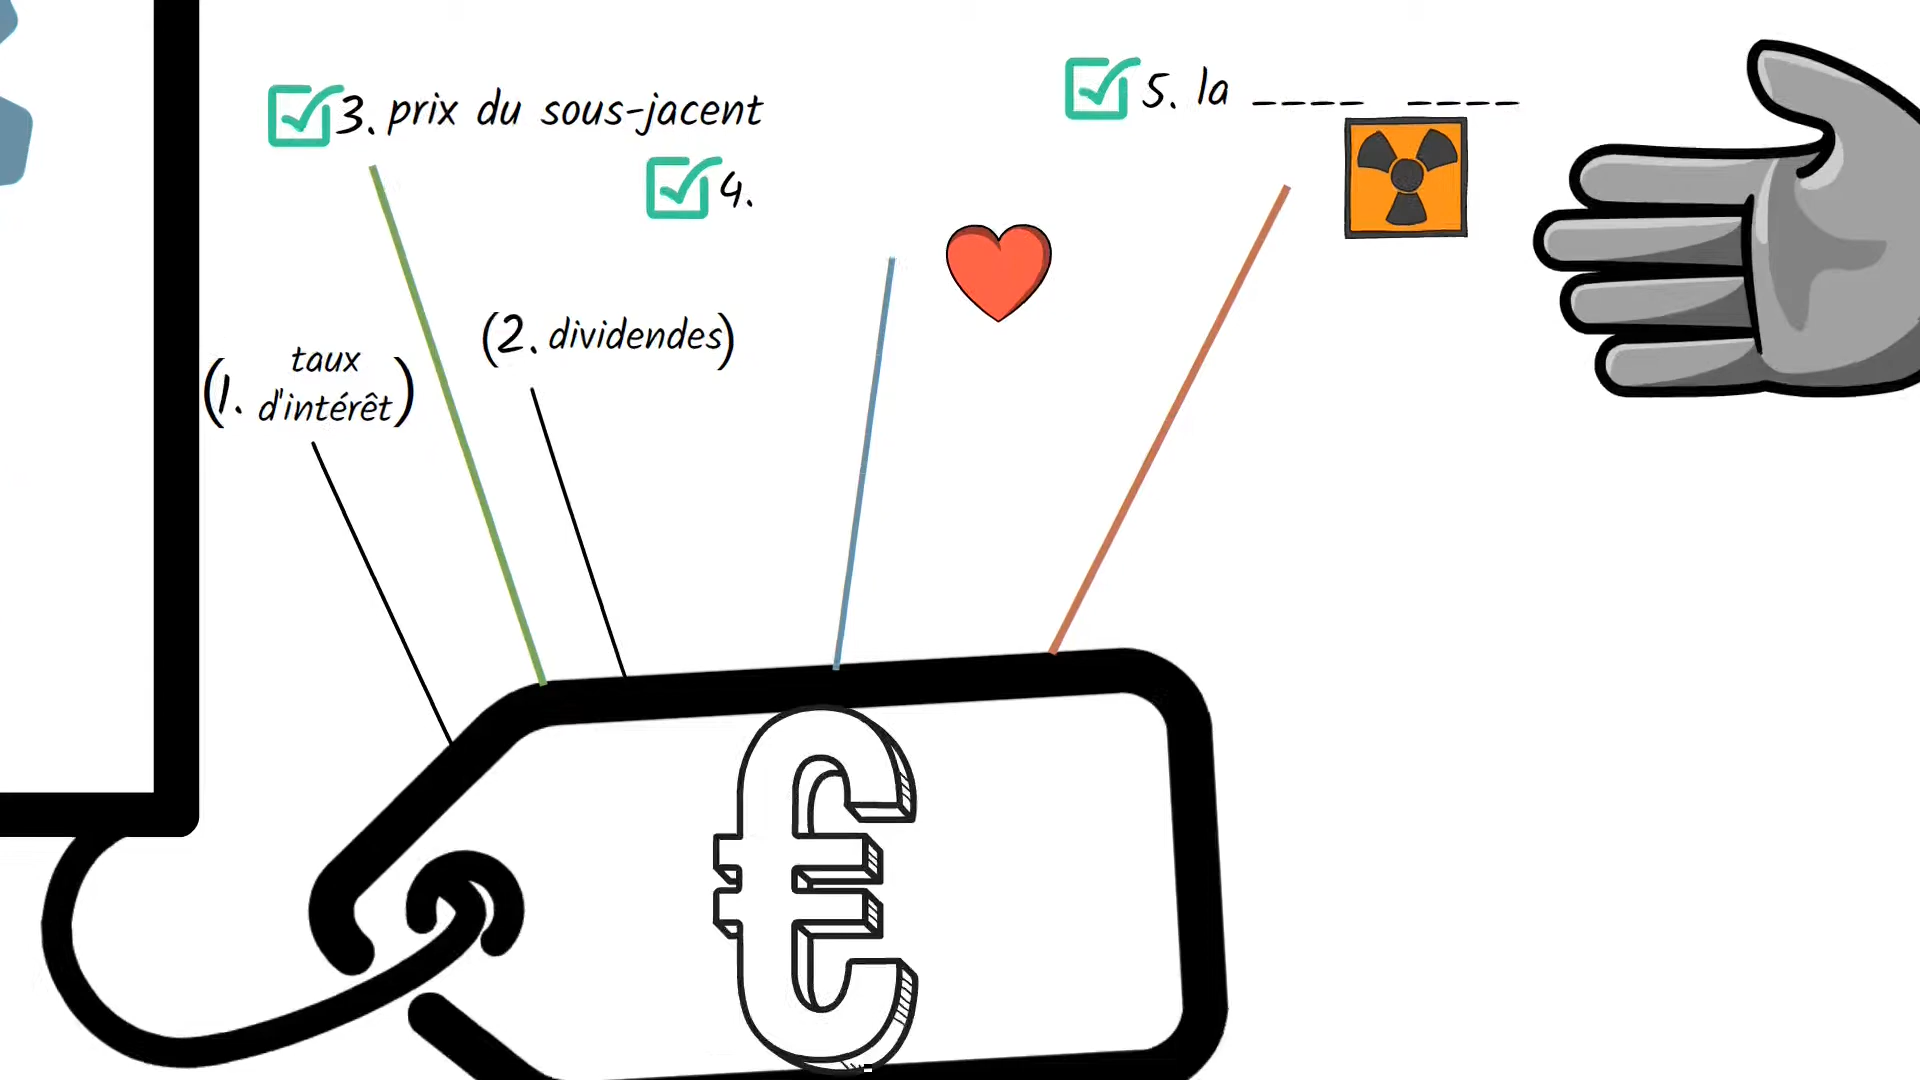 3. prix du sous-jacent
4.
5. la ____ ____
(1. taux
d'intérêt)
(2. dividendes)
€